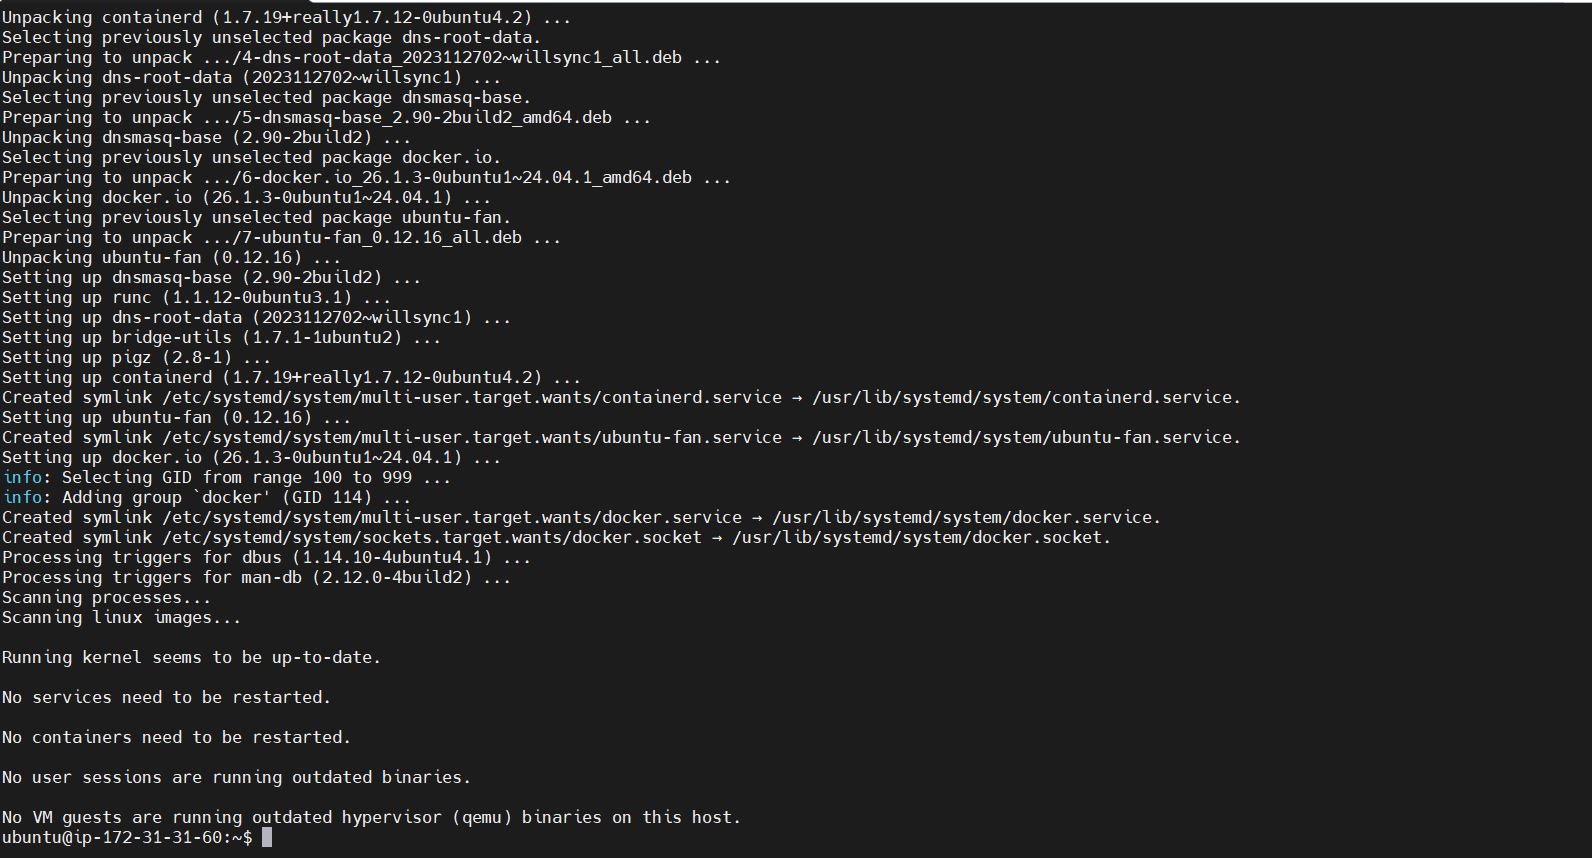 Unpacking containerd (1.7.19+really1.7.12-0ubuntu4.2) ...
Selecting previously unselected package dns-root-data.
Preparing to unpack .../4-dns-root-data_2023112702~willsync1_all.deb ...
Unpacking dns-root-data (2023112702~willsync1) ...
Selecting previously unselected package dnsmasq-base.
Preparing to unpack .../5-dnsmasq-base_2.90-2build2_amd64.deb ...
Unpacking dnsmasq-base (2.90-2build2) ...
Selecting previously unselected package docker.io.
Preparing to unpack .../6-docker.io_26.1.3-0ubuntu1~24.04.1_amd64.deb ...
Unpacking docker.io (26.1.3-0ubuntu1~24.04.1) ...
Selecting previously unselected package ubuntu-fan.
Preparing to unpack .../7-ubuntu-fan_0.12.16_all.deb ...
Unpacking ubuntu-fan (0.12.16) ...
Setting up dnsmasq-base (2.90-2build2) ...
Setting up runc (1.1.12-0ubuntu3.1) ...
Setting up dns-root-data (2023112702~willsync1) ...
Setting up bridge-utils (1.7.1-1ubuntu2) ...
Setting up pigz (2.8-1) ...
Setting up containerd (1.7.19+really1.7.12-0ubuntu4.2) ...
Created symlink /etc/systemd/system/multi-user.target.wants/containerd.service → /usr/lib/systemd/system/containerd.service.
Setting up ubuntu-fan (0.12.16) ...
Created symlink /etc/systemd/system/multi-user.target.wants/ubuntu-fan.service → /usr/lib/systemd/system/ubuntu-fan.service.
Setting up docker.io (26.1.3-0ubuntu1~24.04.1) ...
info: Selecting GID from range 100 to 999 ...
info: Adding group `docker' (GID 114) ...
Created symlink /etc/systemd/system/multi-user.target.wants/docker.service → /usr/lib/systemd/system/docker.service.
Created symlink /etc/systemd/system/sockets.target.wants/docker.socket → /usr/lib/systemd/system/docker.socket.
Processing triggers for dbus (1.14.10-4ubuntu4.1) ...
Processing triggers for man-db (2.12.0-4build2) ...
Scanning processes...
Scanning linux images...
Running kernel seems to be up-to-date.
No services need to be restarted.
No containers need to be restarted.
No user sessions are running outdated binaries.
No VM guests are running outdated hypervisor (qemu) binaries on this host.
ubuntu@ip-172-31-31-60:~$